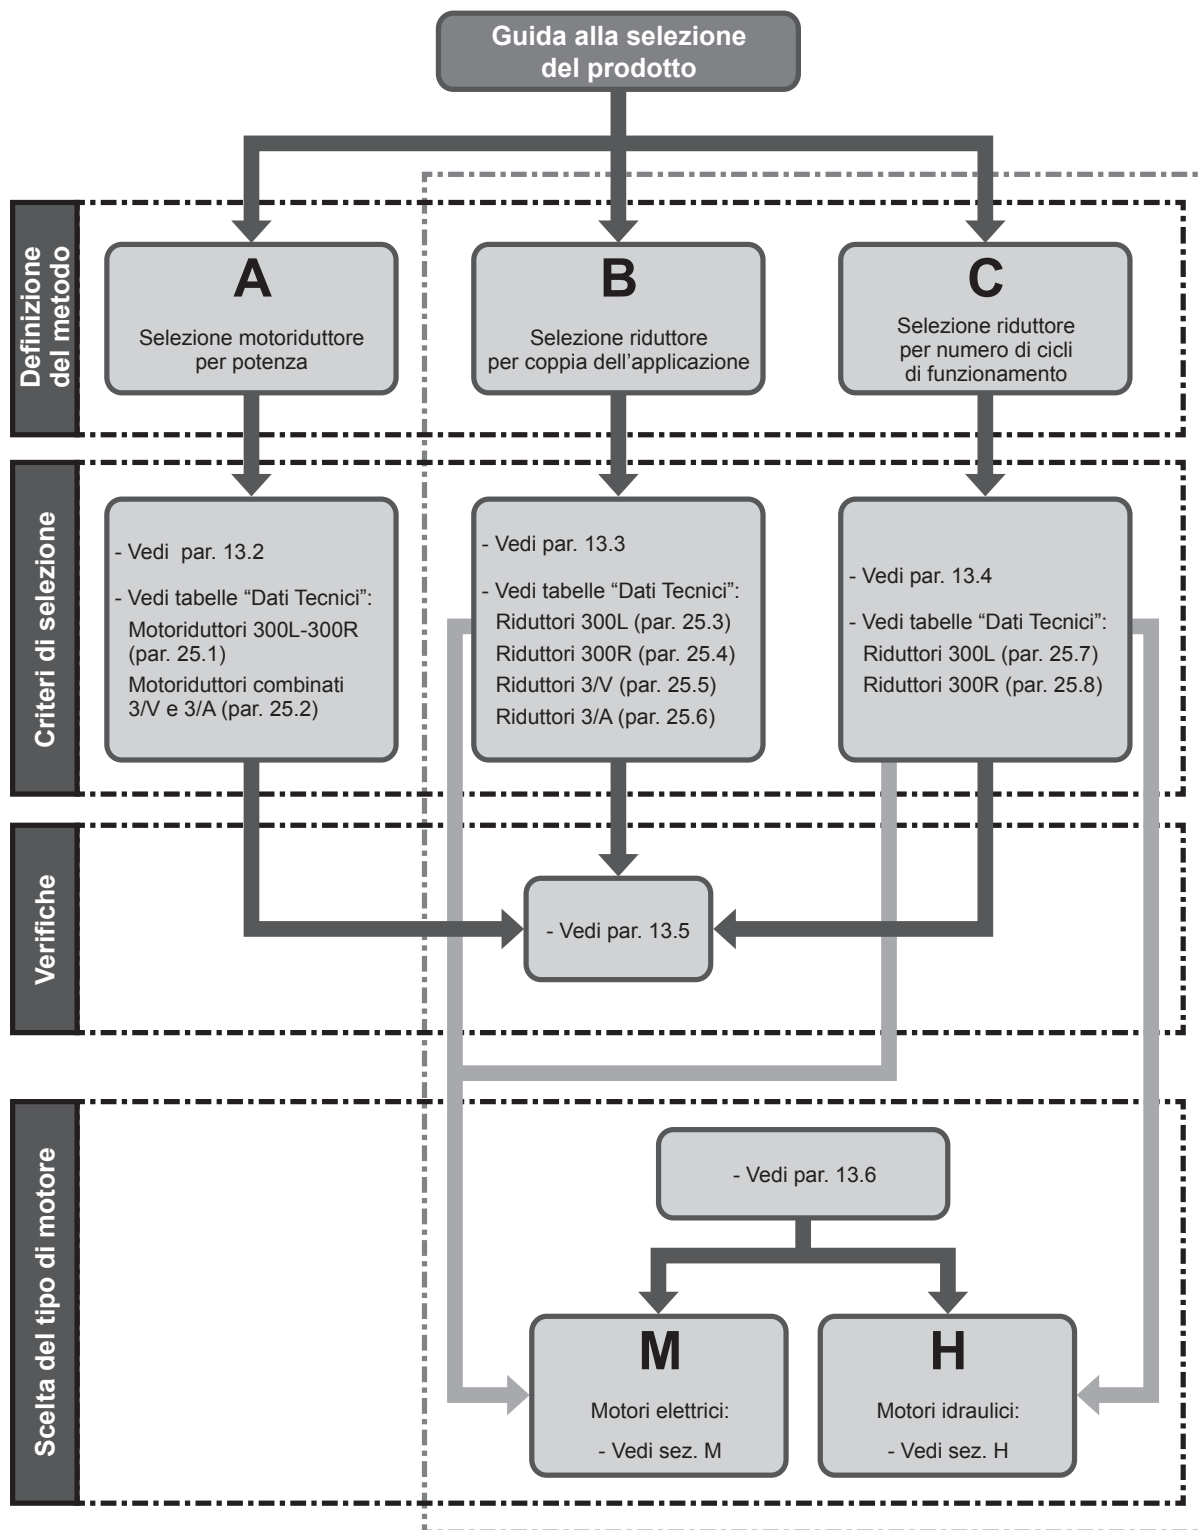 Guida alla selezione
del prodotto
Definizione
del metodo
A
Selezione motoriduttore
per potenza
B
Selezione riduttore
per coppia dell'applicazione
C
Selezione riduttore
per numero di cicli
di funzionamento
Criteri di selezione
- Vedi par. 13.2
- Vedi tabelle “Dati Tecnici”:
Motoriduttori 300L-300R
(par. 25.1)
Motoriduttori combinati
3/V e 3/A (par. 25.2)
- Vedi par. 13.3
- Vedi tabelle “Dati Tecnici”:
Riduttori 300L (par. 25.3)
Riduttori 300R (par. 25.4)
Riduttori 3/V (par. 25.5)
Riduttori 3/A (par. 25.6)
- Vedi par. 13.4
- Vedi tabelle “Dati Tecnici”:
Riduttori 300L (par. 25.7)
Riduttori 300R (par. 25.8)
Verifiche
- Vedi par. 13.5
Scelta del tipo di motore
- Vedi par. 13.6
M
Motori elettrici:
- Vedi sez. M
H
Motori idraulici:
- Vedi sez. H